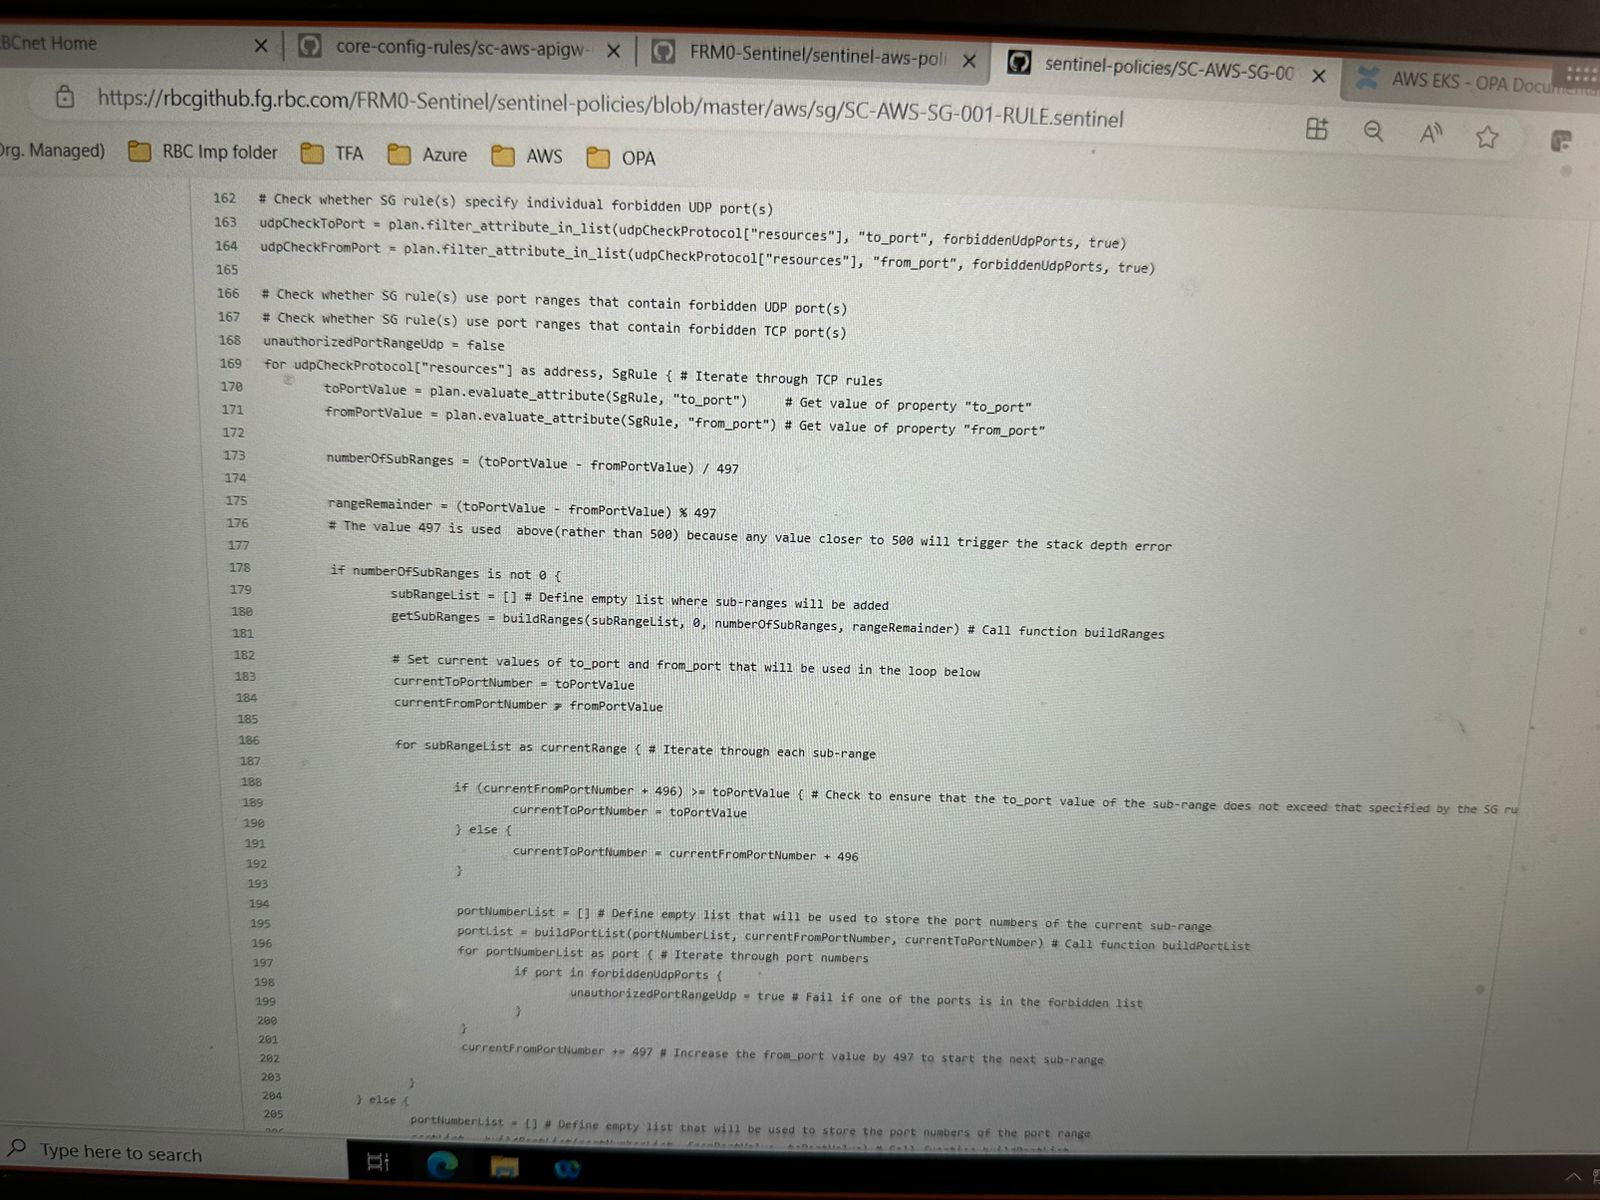 BCnet Home
core-config-rules/sc-aws-apigw-
FRM0-Sentinel/sentinel-aws-poli
sentinel-policies/SC-AWS-SG-00
AWS EKS - OPA Documenta
https://rbcgithub.fg.rbc.com/FRM0-Sentinel/sentinel-policies/blob/master/aws/sg/SC-AWS-SG-001-RULE.sentinel
Org. Managed)
RBC Imp folder
TFA
Azure
AWS
OPA
162 # Check whether SG rule(s) specify individual forbidden UDP port(s)
163 udpCheckToPort = plan.filter_attribute_in_list(udpCheckProtocol["resources"], "to_port", forbiddenUdpPorts, true)
164 udpCheckFromPort = plan.filter_attribute_in_list(udpCheckProtocol["resources"], "from_port", forbiddenUdpPorts, true)
165
166 # Check whether SG rule(s) use port ranges that contain forbidden UDP port(s)
167 # Check whether SG rule(s) use port ranges that contain forbidden TCP port(s)
168 unauthorizedPortRangeUdp = false
169 for udpCheckProtocol["resources"] as address, SgRule { # Iterate through TCP rules
170 toPortValue = plan.evaluate_attribute(SgRule, "to_port") # Get value of property "to_port"
171 fromPortValue = plan.evaluate_attribute(SgRule, "from_port") # Get value of property "from_port"
172
173 numberOfSubRanges = (toPortValue - fromPortValue) / 497
174
175 rangeRemainder = (toPortValue - fromPortValue) % 497
176 # The value 497 is used above(rather than 500) because any value closer to 500 will trigger the stack depth error
177
178 if numberOfSubRanges is not 0 {
179 subRangeList = [] # Define empty list where sub-ranges will be added
180 getSubRanges = buildRanges(subRangeList, 0, numberOfSubRanges, rangeRemainder) # Call function buildRanges
181
182 # Set current values of to_port and from_port that will be used in the loop below
183 currentToPortNumber = toPortValue
184 currentFromPortNumber = fromPortValue
185
186 for subRangeList as currentRange { # Iterate through each sub-range
187
188 if (currentFromPortNumber + 496) >= toPortValue { # Check to ensure that the to_port value of the sub-range does not exceed that specified by the SG ru
189 currentToPortNumber = toPortValue
190 } else {
191 currentToPortNumber = currentFromPortNumber + 496
192 }
193
194 portNumberList = [] # Define empty list that will be used to store the port numbers of the current sub-range
195 portList = buildPortList(portNumberList, currentFromPortNumber, currentToPortNumber) # Call function buildPortList
196 for portNumberList as port { # Iterate through port numbers
197 if port in forbiddenUdpPorts {
198 unauthorizedPortRangeUdp = true # Fail if one of the ports is in the forbidden list
199 }
200 }
201 currentFromPortNumber += 497 # Increase the from_port value by 497 to start the next sub-range
202
203 }
204 } else {
205 portNumberList = [] # Define empty list that will be used to store the port numbers of the port range
Type here to search